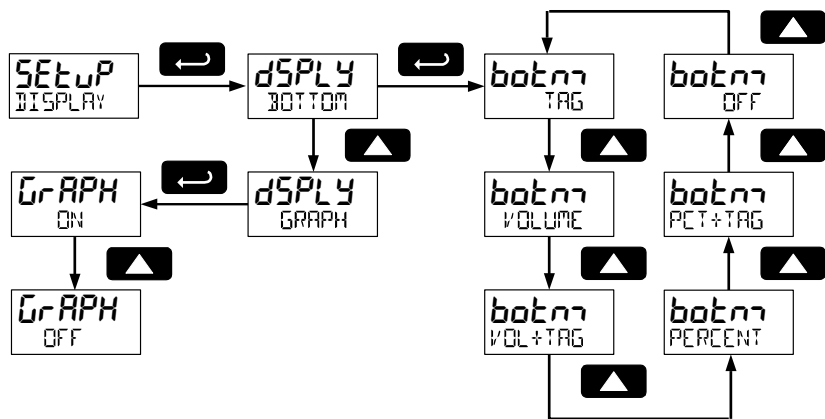 SEtuP
DISPLAY
dSPLY
BOTTOM
botm
TAG
botm
OFF
GrAPH
ON
dSPLY
GRAPH
botm
VOLUME
botm
PCT+TAG
GrAPH
OFF
botm
VOL+TAG
botm
PERCENT